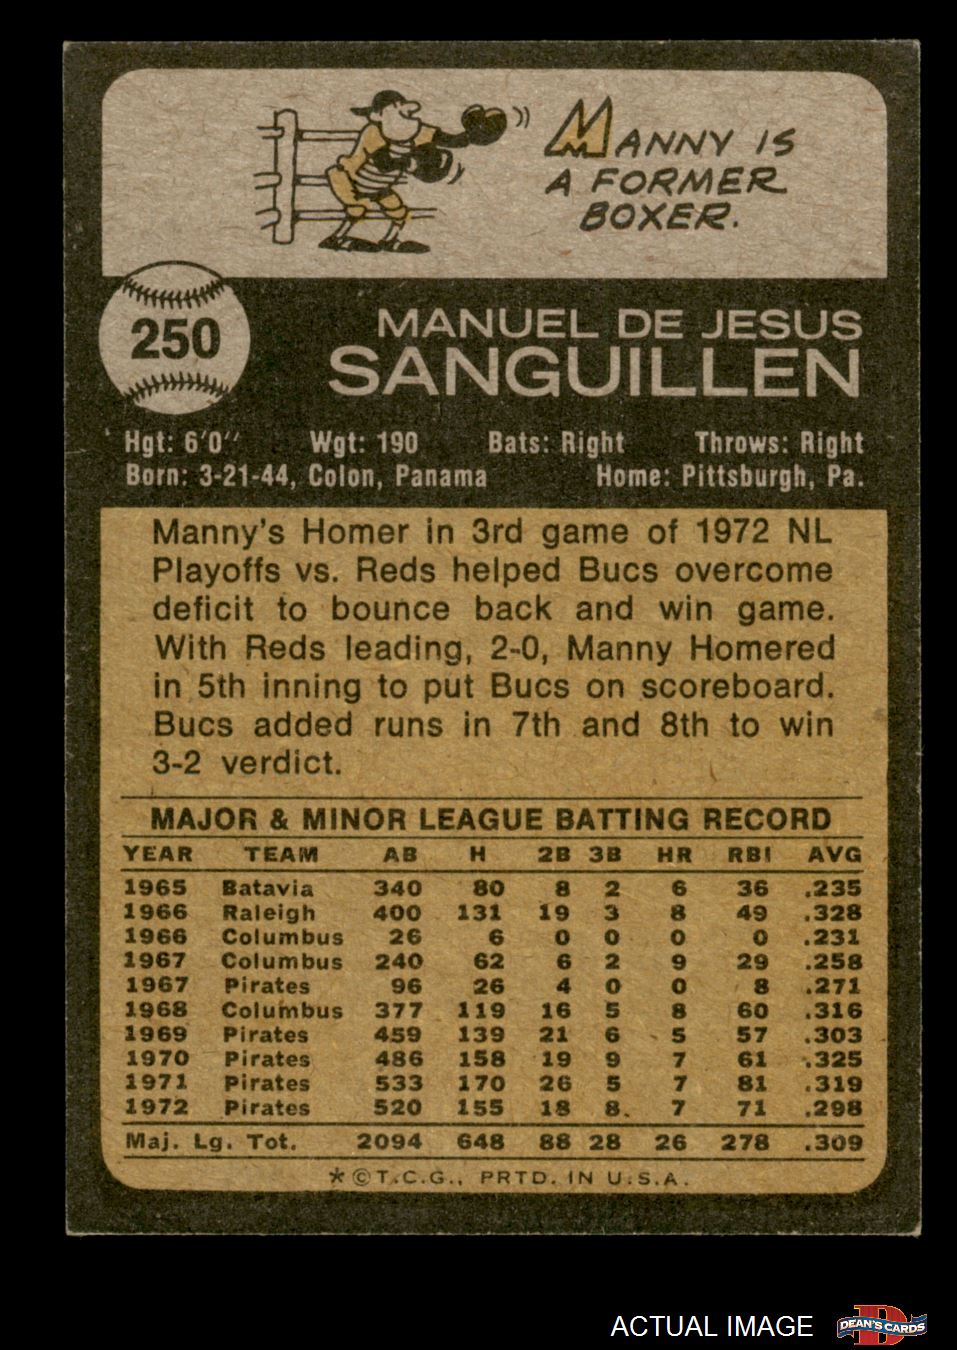 MANNY IS
A FORMER
BOXER.
250
MANUEL DE JESUS
SANGUILLEN
Hgt: 6'0'' Wgt: 190 Bats: Right Throws: Right
Born: 3-21-44, Colon, Panama Home: Pittsburgh, Pa.
Manny's Homer in 3rd game of 1972 NL
Playoffs vs. Reds helped Bucs overcome
deficit to bounce back and win game.
With Reds leading, 2-0, Manny Homered
in 5th inning to put Bucs on scoreboard.
Bucs added runs in 7th and 8th to win
3-2 verdict.
MAJOR & MINOR LEAGUE BATTING RECORD
YEAR TEAM AB H 2B 3B HR RBI AVG
1965 Batavia 340 80 8 2 6 36 .235
1966 Raleigh 400 131 19 3 8 49 .328
1966 Columbus 26 6 0 0 0 0 .231
1967 Columbus 240 62 6 2 9 29 .258
1967 Pirates 96 26 4 0 0 8 .271
1968 Columbus 377 119 16 5 8 60 .316
1969 Pirates 459 139 21 6 5 57 .303
1970 Pirates 486 158 19 9 7 61 .325
1971 Pirates 533 170 26 5 7 81 .319
1972 Pirates 520 155 18 8 7 71 .298
Maj. Lg. Tot. 2094 648 88 28 26 278 .309
*©T.C.G., PRTD. IN U.S.A.
ACTUAL IMAGE
D
DEAN'S CARDS